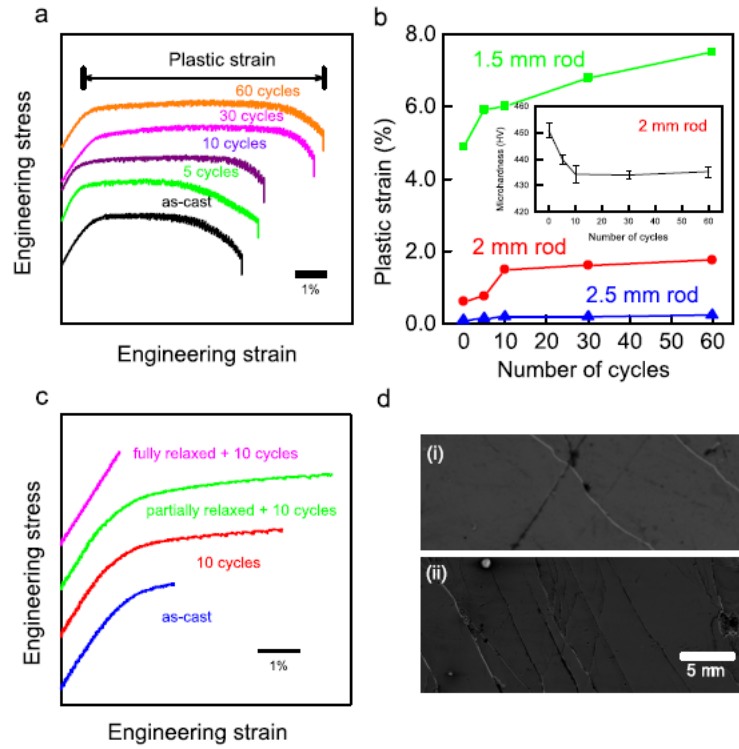 a
Plastic strain
60 cycles
30 cycles
10 cycles
5 cycles
as-cast
1%
Engineering stress
Engineering strain
b
8.0
6.0
4.0
2.0
0.0
Plastic strain (%)
1.5 mm rod
2 mm rod
2.5 mm rod
0 10 20 30 40 50 60
Number of cycles
460
450
440
430
420
Microhardness (HV)
2 mm rod
0 10 20 30 40 50 60
Number of cycles
c
fully relaxed + 10 cycles
partially relaxed + 10 cycles
10 cycles
as-cast
1%
Engineering stress
Engineering strain
d
(i)
(ii)
5 mm